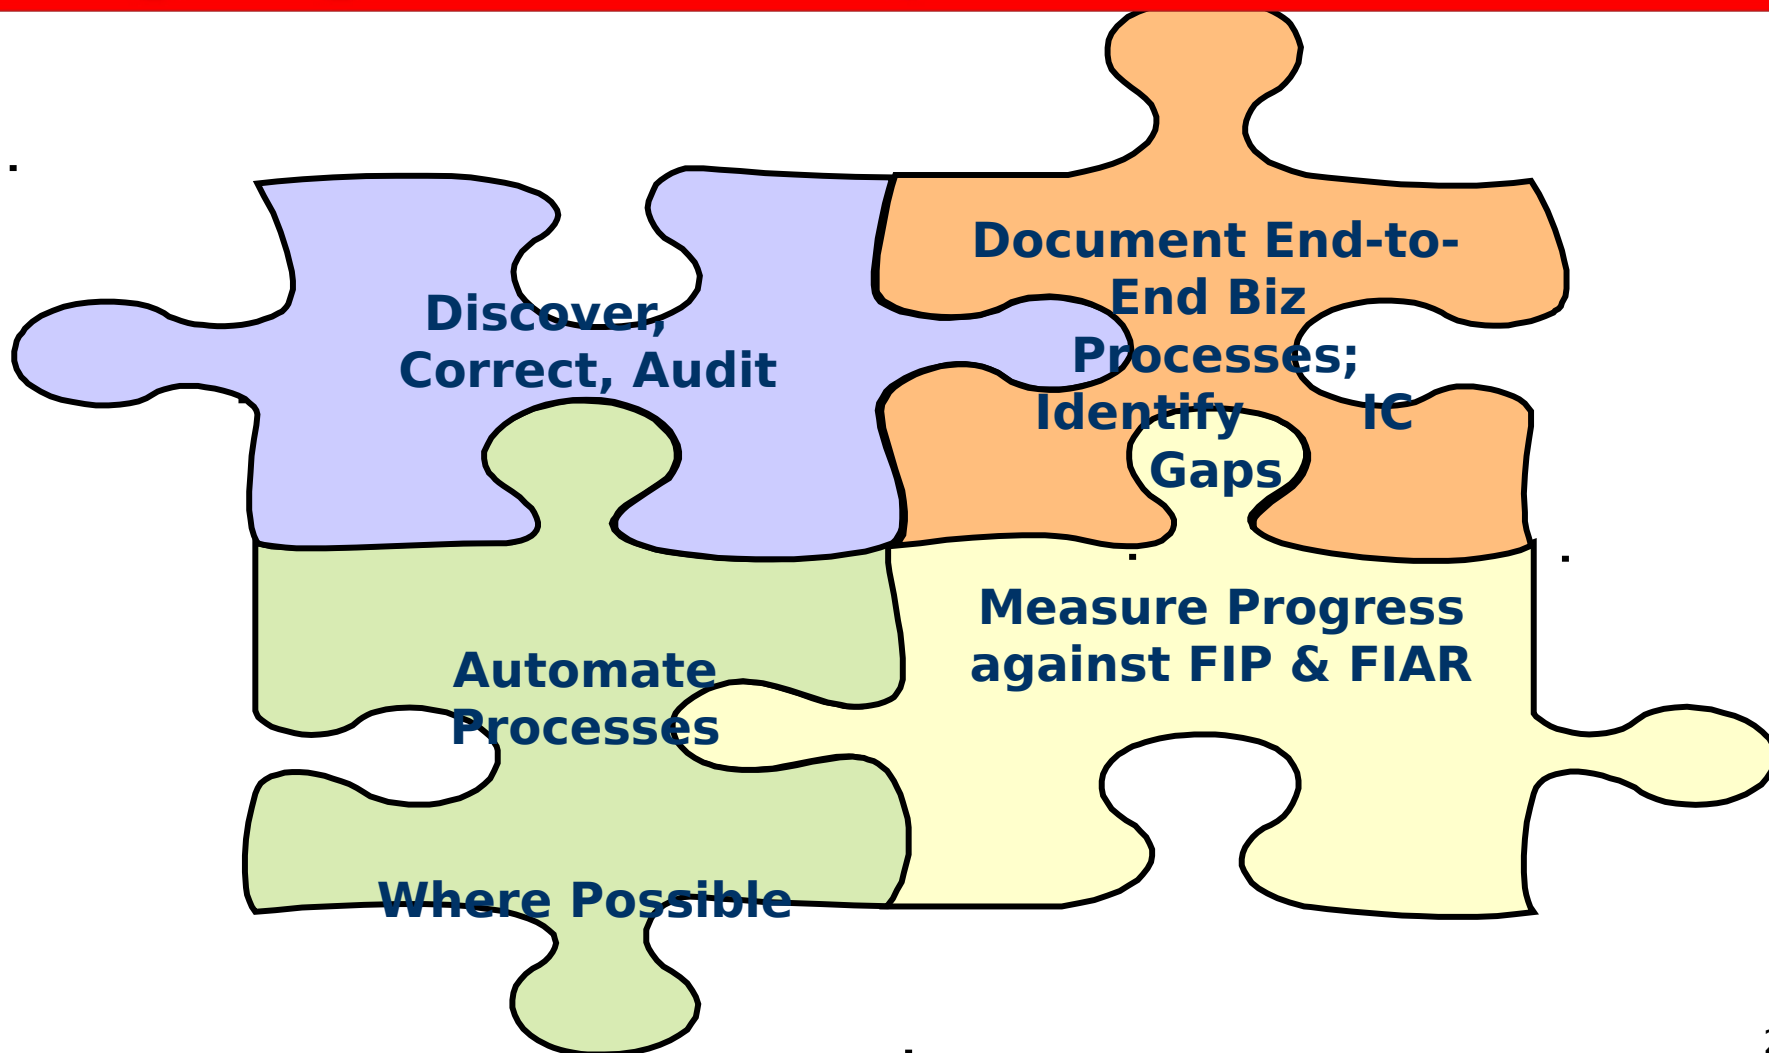 Discover,
Correct, Audit
Document End-to-
End Biz
Processes;
Identify IC
Gaps
Automate
Processes
Where Possible
Measure Progress
against FIP & FIAR